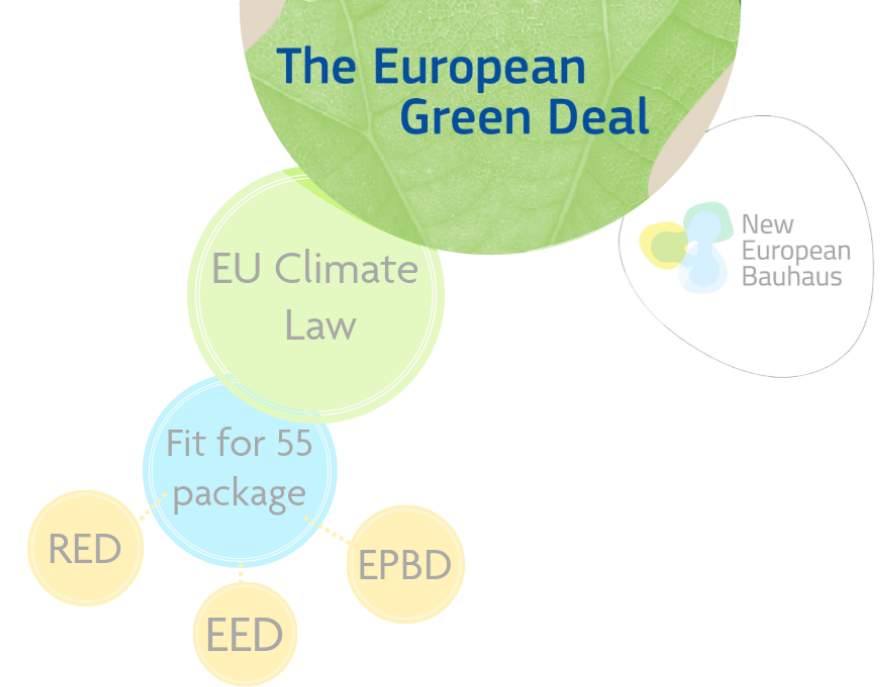 The European
Green Deal
New
European
Bauhaus
EU Climate
Law
Fit for 55
package
RED
EPBD
EED